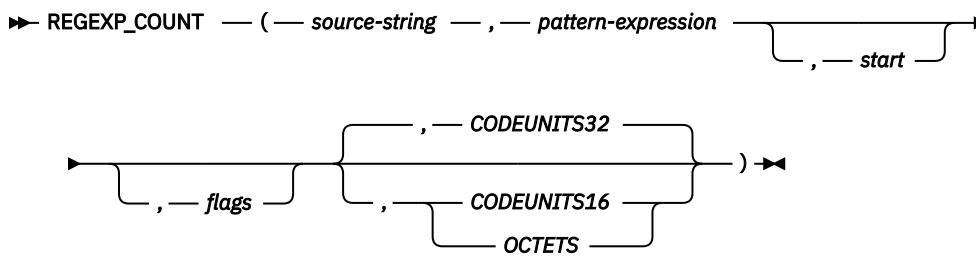 REGEXP_COUNT ( source-string , pattern-expression
, start
, CODEUNITS32
)
, flags , CODEUNITS16
OCTETS